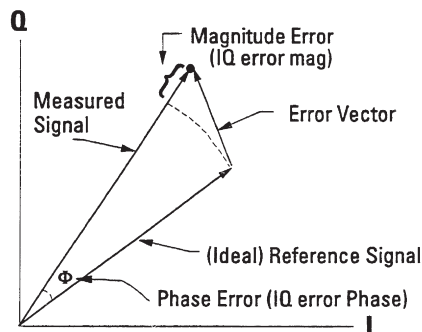 Q
Magnitude Error
(IQ error mag)
Measured
Signal
Error Vector
(Ideal) Reference Signal
Φ
Phase Error (IQ error Phase)
I